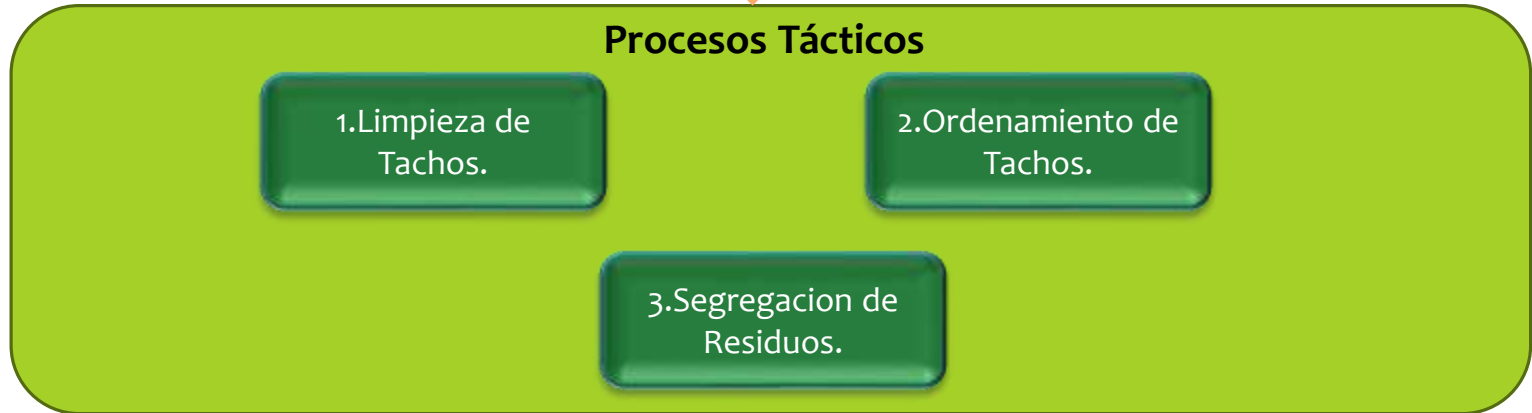 Procesos Tácticos
1.Limpieza de
Tachos.
2.Ordenamiento de
Tachos.
3.Segregacion de
Residuos.